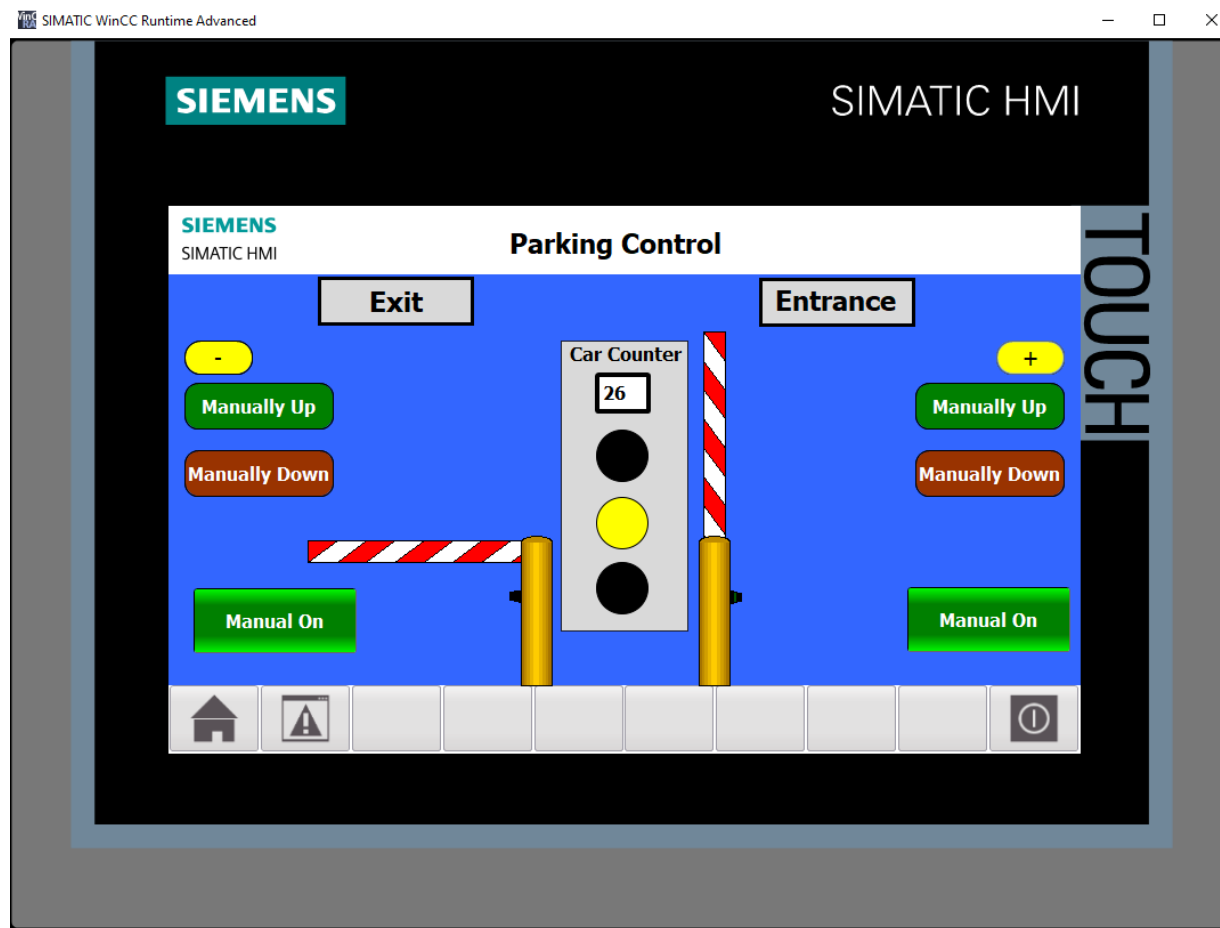 SIMATIC WinCC Runtime Advanced
SIEMENS
SIMATIC HMI
TOUCH
SIEMENS
SIMATIC HMI
Parking Control
Exit
Entrance
-
Manually Up
Manually Down
Manual On
Car Counter
26
+
Manually Up
Manually Down
Manual On